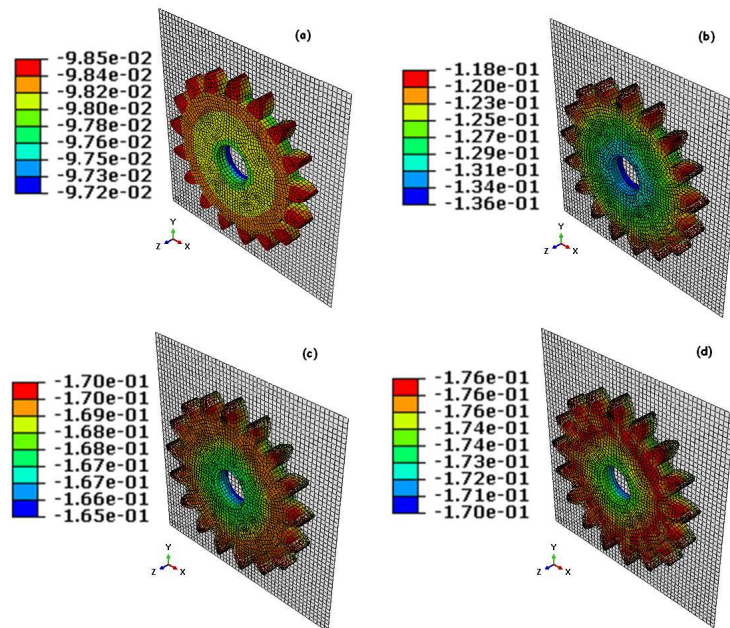 (a)
-9.85e-02
-9.84e-02
-9.82e-02
-9.80e-02
-9.78e-02
-9.76e-02
-9.75e-02
-9.73e-02
-9.72e-02
Y
Z X
(b)
-1.18e-01
-1.20e-01
-1.23e-01
-1.25e-01
-1.27e-01
-1.29e-01
-1.31e-01
-1.34e-01
-1.36e-01
Y
Z X
(c)
-1.70e-01
-1.70e-01
-1.69e-01
-1.68e-01
-1.68e-01
-1.67e-01
-1.67e-01
-1.66e-01
-1.65e-01
Y
Z X
(d)
-1.76e-01
-1.76e-01
-1.76e-01
-1.74e-01
-1.74e-01
-1.73e-01
-1.72e-01
-1.71e-01
-1.70e-01
Y
Z X